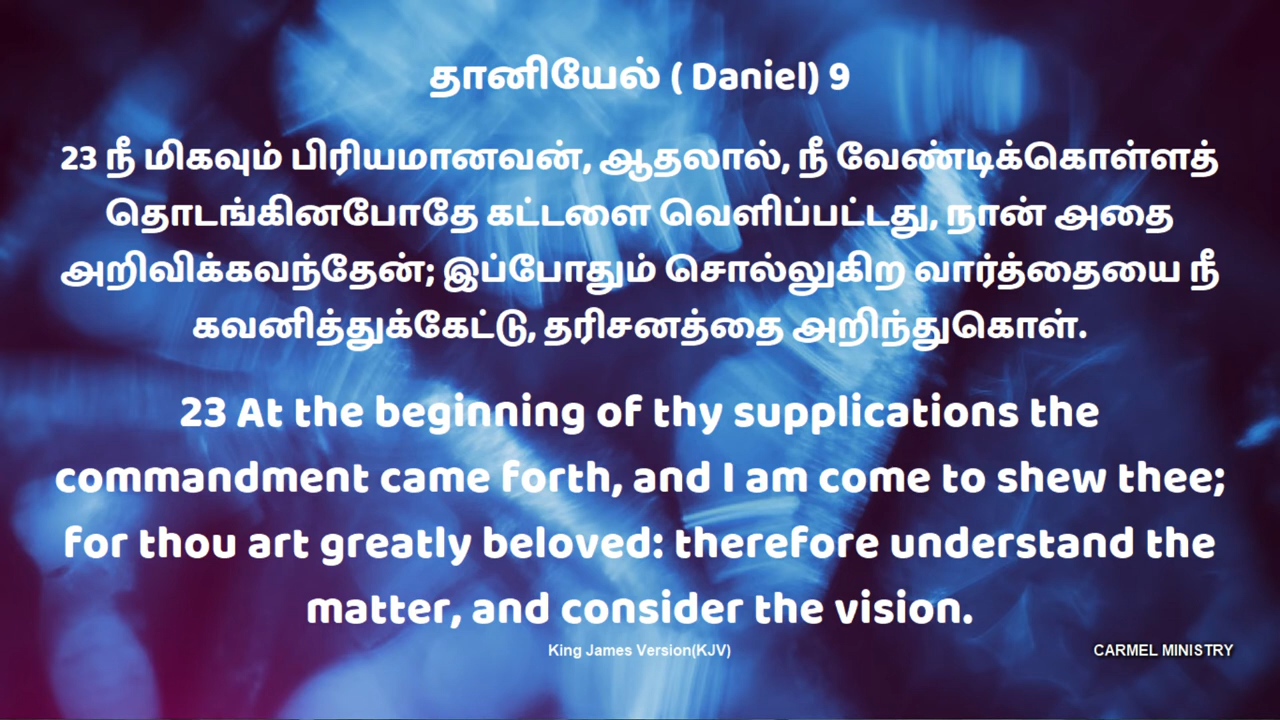 தானியேல் ( Daniel) 9
23 நீ மிகவும் பிரியமானவன், ஆதலால், நீ வேண்டிக்கொள்ளத்
தொடங்கினபோதே கட்டளை வெளிப்பட்டது, நான் அதை
அறிவிக்கவந்தேன்; இப்போதும் சொல்லுகிற வார்த்தையை நீ
கவனித்துக்கேட்டு, தரிசனத்தை அறிந்துகொள்.
23 At the beginning of thy supplications the
commandment came forth, and I am come to shew thee;
for thou art greatly beloved: therefore understand the
matter, and consider the vision.
King James Version(KJV)
CARMEL MINISTRY